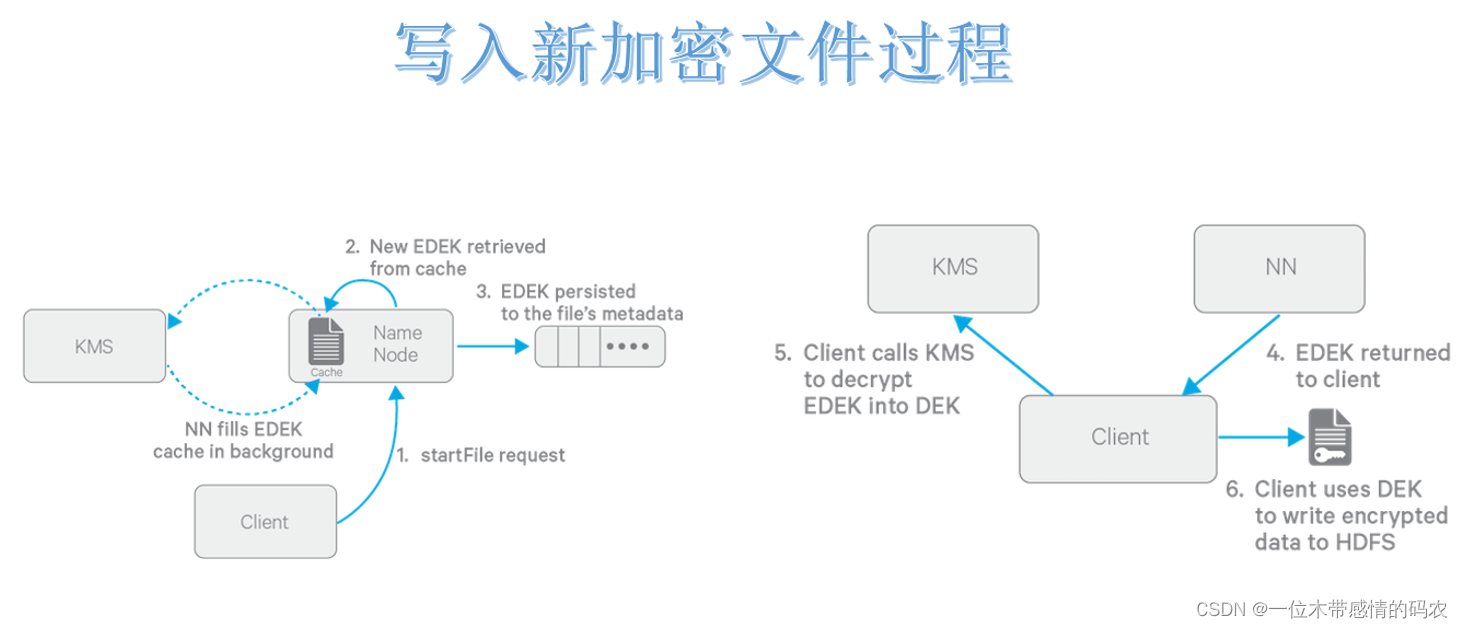 写入新加密文件过程
2. New EDEK retrieved
from cache
3. EDEK persisted
to the file's metadata
KMS
Name
Node
Cache
NN fills EDEK
cache in background
1. startFile request
Client
KMS
NN
5. Client calls KMS
to decrypt
EDEK into DEK
4. EDEK returned
to client
Client
6. Client uses DEK
to write encrypted
data to HDFS
CSDN @一位木带感情的码农